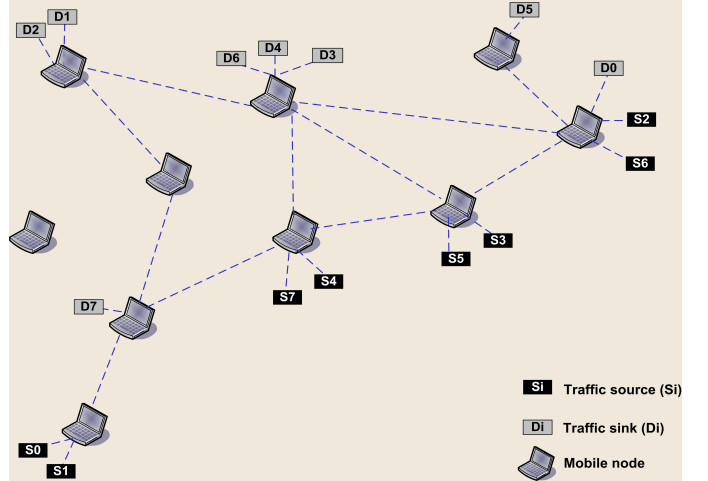 D5
D1
D2
D4
D3
D6
D0
S2
S6
S3
S5
S4
S7
D7
S0
S1
Si Traffic source (Si)
Di Traffic sink (Di)
Mobile node